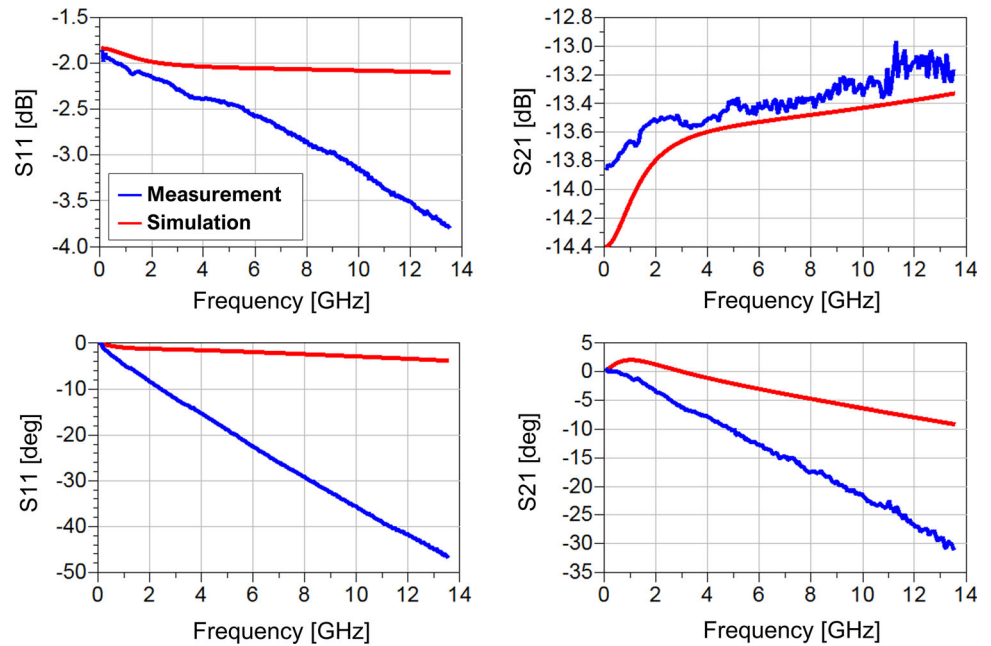 S11 [dB]
-1.5
-2.0
-2.5
-3.0
-3.5
-4.0
Measurement
Simulation
0 2 4 6 8 10 12 14
Frequency [GHz]
S21 [dB]
-12.8
-13.0
-13.2
-13.4
-13.6
-13.8
-14.0
-14.2
-14.4
0 2 4 6 8 10 12 14
Frequency [GHz]
S11 [deg]
0
-10
-20
-30
-40
-50
0 2 4 6 8 10 12 14
Frequency [GHz]
S21 [deg]
5
0
-5
-10
-15
-20
-25
-30
-35
0 2 4 6 8 10 12 14
Frequency [GHz]